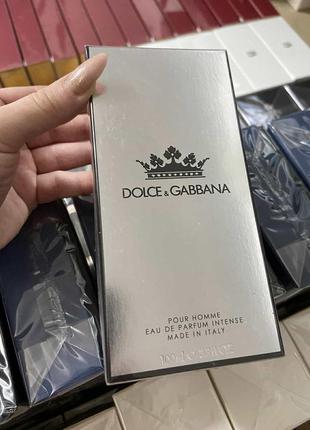 DOLCE & GABBANA
POUR HOMME
EAU DE PARFUM INTENSE
MADE IN ITALY